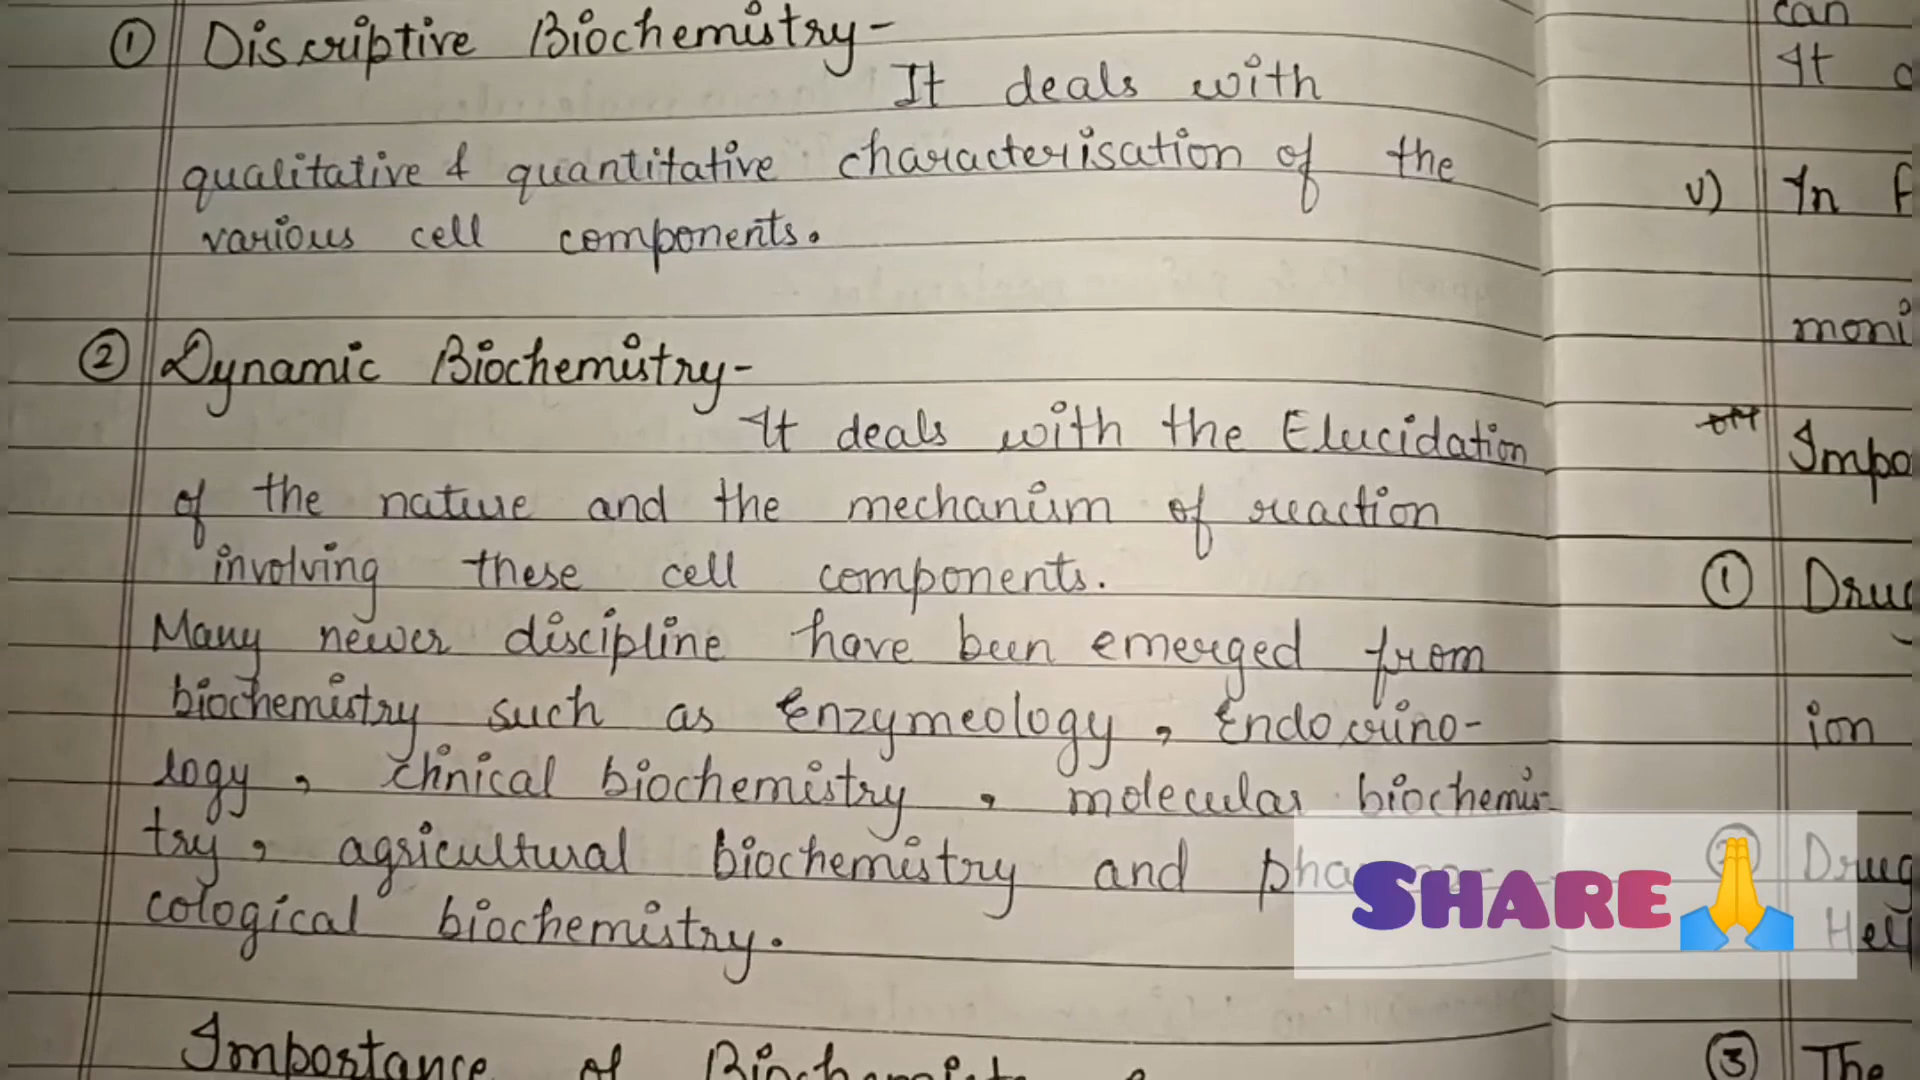 ① Discriptive Biochemistry-
It deals with
qualitative & quantitative characterisation of the
various cell components.
② Dynamic Biochemistry-
It deals with the Elucidation
of the nature and the mechanism of reaction
involving these cell components.
Many newer discipline have been emerged from
biochemistry such as Enzymeology, Endocrino-
logy, clinical biochemistry, molecular biochemis-
try, agricultural biochemistry and
cological biochemistry.
Importance of
can
It
v) In
moni
Impo
① Drug
ion
② Drug
Hel
③ The
SHARE🙏